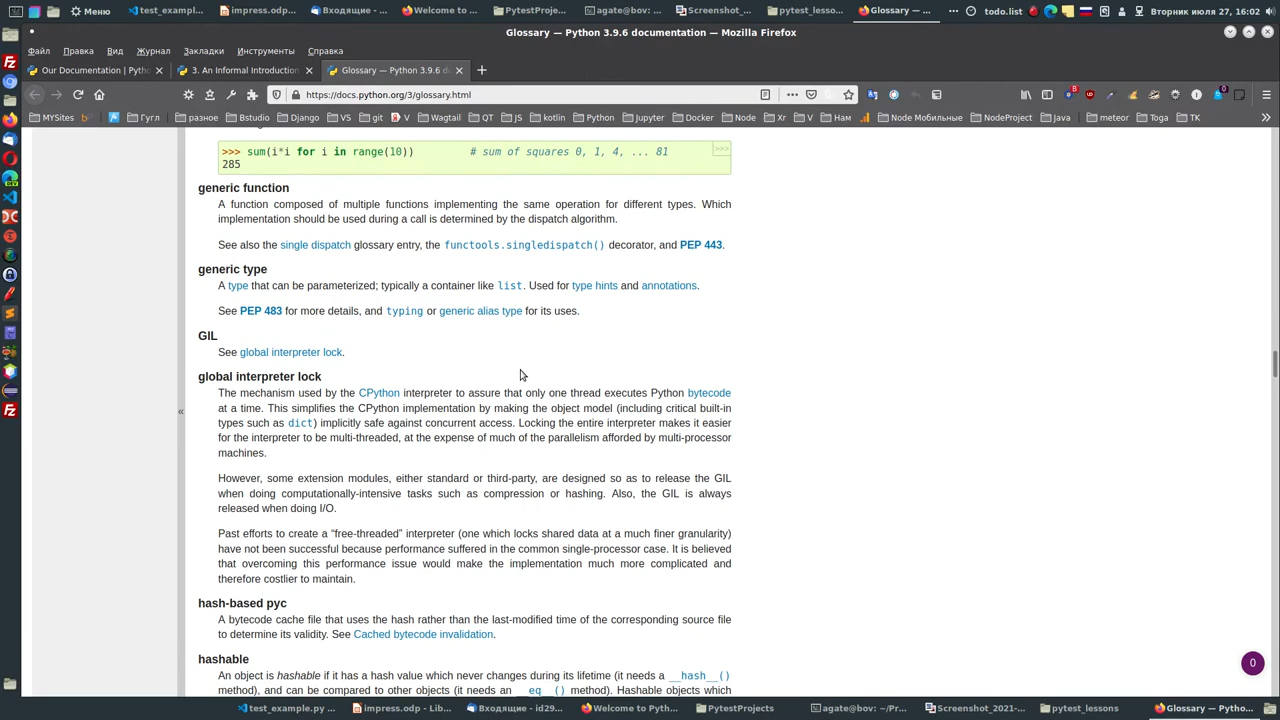 Меню
test_exampl...
impress.odp...
Входящие - ...
Welcome to ...
PytestProje...
agate@bov: ...
Screenshot_...
pytest_lesso...
Glossary — ...
todo.list
Вторник июля 27, 16:02
Glossary — Python 3.9.6 documentation — Mozilla Firefox
Файл Правка Вид Журнал Закладки Инструменты Справка
Our Documentation | Pyth
3. An Informal Introduction
Glossary — Python 3.9.6 d
https://docs.python.org/3/glossary.html
8
0
MYSites
Гугл
разное
Bstudio
Django
VS
git
Я
V
Wagtail
QT
JS
kotlin
Python
Jupyter
Docker
Node
Xr
V
Нам
Node Мобильные
NodeProject
Java
meteor
Toga
TK
>>> sum(i*i for i in range(10)) # sum of squares 0, 1, 4, ... 81
>>>
285
generic function
A function composed of multiple functions implementing the same operation for different types. Which
implementation should be used during a call is determined by the dispatch algorithm.
See also the single dispatch glossary entry, the functools.singledispatch() decorator, and PEP 443.
generic type
A type that can be parameterized; typically a container like list. Used for type hints and annotations.
See PEP 483 for more details, and typing or generic alias type for its uses.
GIL
See global interpreter lock.
global interpreter lock
The mechanism used by the CPython interpreter to assure that only one thread executes Python bytecode
at a time. This simplifies the CPython implementation by making the object model (including critical built-in
types such as dict) implicitly safe against concurrent access. Locking the entire interpreter makes it easier
for the interpreter to be multi-threaded, at the expense of much of the parallelism afforded by multi-processor
machines.
«
However, some extension modules, either standard or third-party, are designed so as to release the GIL
when doing computationally-intensive tasks such as compression or hashing. Also, the GIL is always
released when doing I/O.
Past efforts to create a “free-threaded” interpreter (one which locks shared data at a much finer granularity)
have not been successful because performance suffered in the common single-processor case. It is believed
that overcoming this performance issue would make the implementation much more complicated and
therefore costlier to maintain.
hash-based pyc
A bytecode cache file that uses the hash rather than the last-modified time of the corresponding source file
to determine its validity. See Cached bytecode invalidation.
hashable
An object is hashable if it has a hash value which never changes during its lifetime (it needs a __hash__()
method), and can be compared to other objects (it needs an __eq__() method). Hashable objects which
0
test_example.py ...
impress.odp - Lib...
Входящие - id29...
Welcome to Pyth...
PytestProjects
agate@bov: ~/Pr...
Screenshot_2021-...
pytest_lessons
Glossary — Pytho...